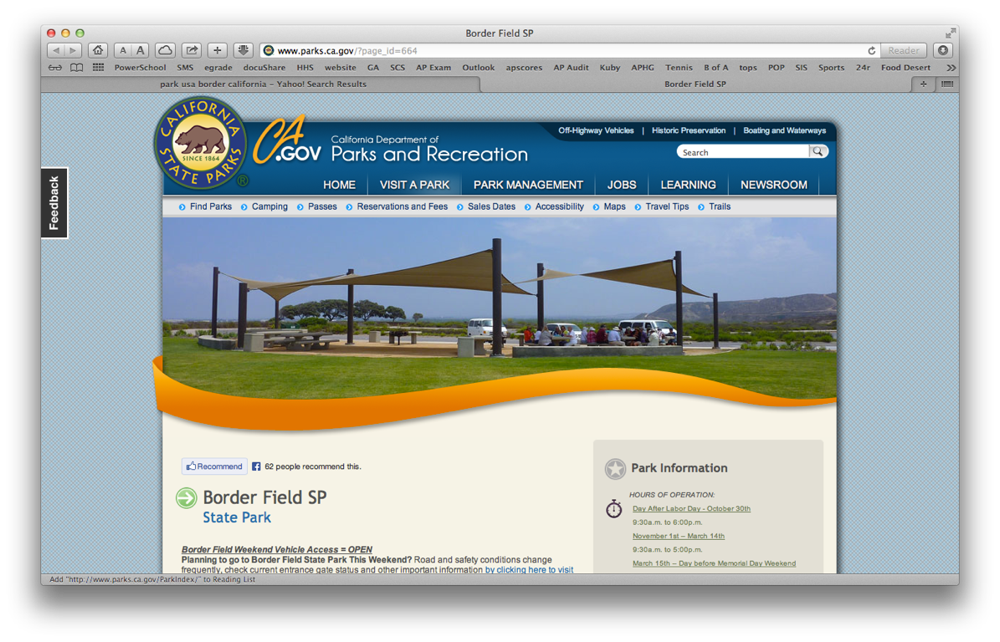 Border Field SP
www.parks.ca.gov/?page_id=664
Reader
PowerSchool SMS egrade docuShare HHS website GA SCS AP Exam Outlook apscores AP Audit Kuby APHG Tennis B of A tops POP SIS Sports 24r Food Desert
park usa border california – Yahoo! Search Results
Border Field SP
CALIFORNIA
SINCE 1864
STATE PARKS
®
CA
.GOV
California Department of
Parks and Recreation
Off-Highway Vehicles | Historic Preservation | Boating and Waterways
Search
HOME VISIT A PARK PARK MANAGEMENT JOBS LEARNING NEWSROOM
Find Parks Camping Passes Reservations and Fees Sales Dates Accessibility Maps Travel Tips Trails
Feedback
Recommend 62 people recommend this.
Border Field SP
State Park
Border Field Weekend Vehicle Access = OPEN
Planning to go to Border Field State Park This Weekend? Road and safety conditions change
frequently, check current entrance gate status and other important information by clicking here to visit
Park Information
HOURS OF OPERATION:
Day After Labor Day - October 30th
9:30a.m. to 6:00p.m.
November 1st – March 14th
9:30a.m. to 5:00p.m.
March 15th – Day before Memorial Day Weekend
Add "http://www.parks.ca.gov/ParkIndex/" to Reading List